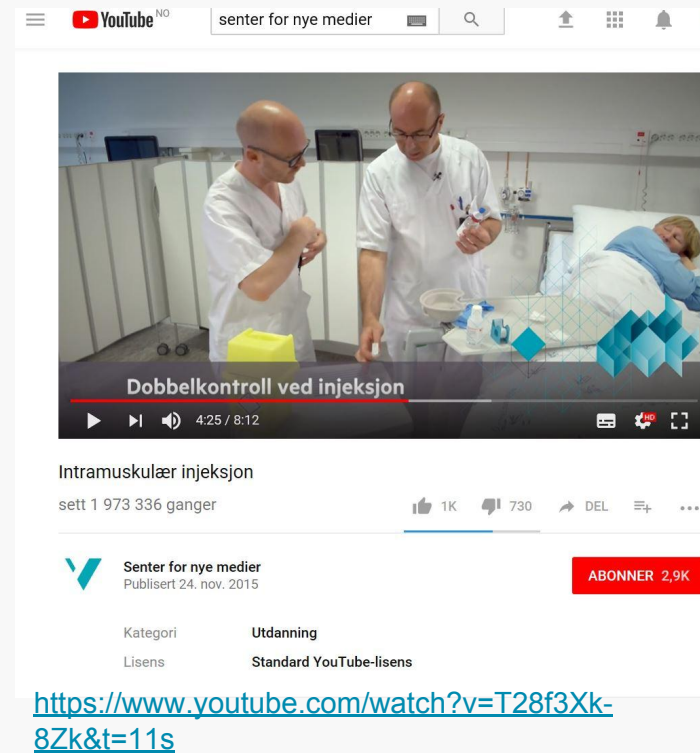 YouTube NO
senter for nye medier
Dobbelkontroll ved injeksjon
4:25 / 8:12
HD
Intramuskulær injeksjon
sett 1 973 336 ganger
1K 730 DEL
Senter for nye medier
Publisert 24. nov. 2015
ABONNER 2,9K
Kategori Utdanning
Lisens Standard YouTube-lisens
https://www.youtube.com/watch?v=T28f3Xk-
8Zk&t=11s